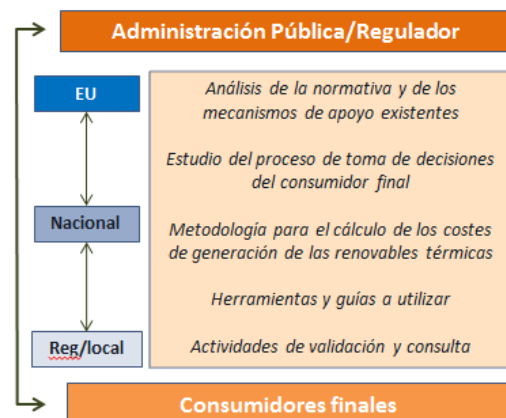 Administración Pública/Regulador
EU
Análisis de la normativa y de los
mecanismos de apoyo existentes
Estudio del proceso de toma de decisiones
del consumidor final
Nacional
Metodología para el cálculo de los costes
de generación de las renovables térmicas
Herramientas y guías a utilizar
Reg/local
Actividades de validación y consulta
Consumidores finales